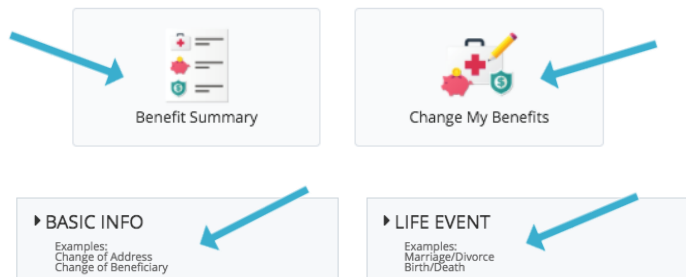 Benefit Summary
Change My Benefits
BASIC INFO
Examples:
Change of Address
Change of Beneficiary
LIFE EVENT
Examples:
Marriage/Divorce
Birth/Death